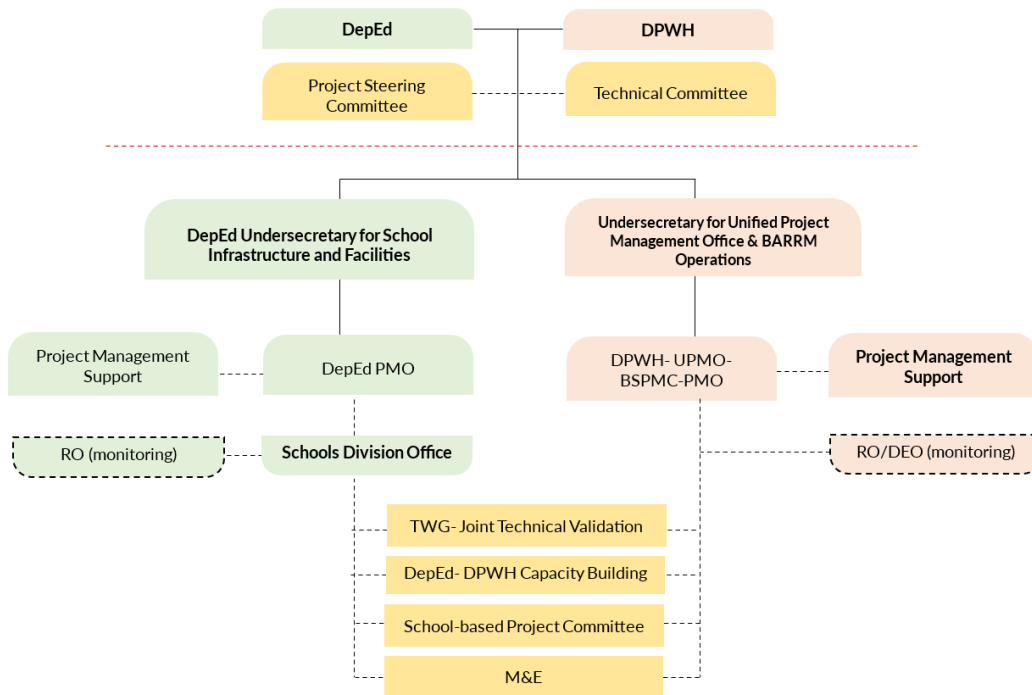 DepEd
DPWH
Project Steering
Committee
Technical Committee
DepEd Undersecretary for School
Infrastructure and Facilities
Undersecretary for Unified Project
Management Office & BARRM
Operations
Project Management
Support
DepEd PMO
DPWH- UPMO-
BSPMC-PMO
Project Management
Support
RO (monitoring)
Schools Division Office
RO/DEO (monitoring)
TWG- Joint Technical Validation
DepEd- DPWH Capacity Building
School-based Project Committee
M&E